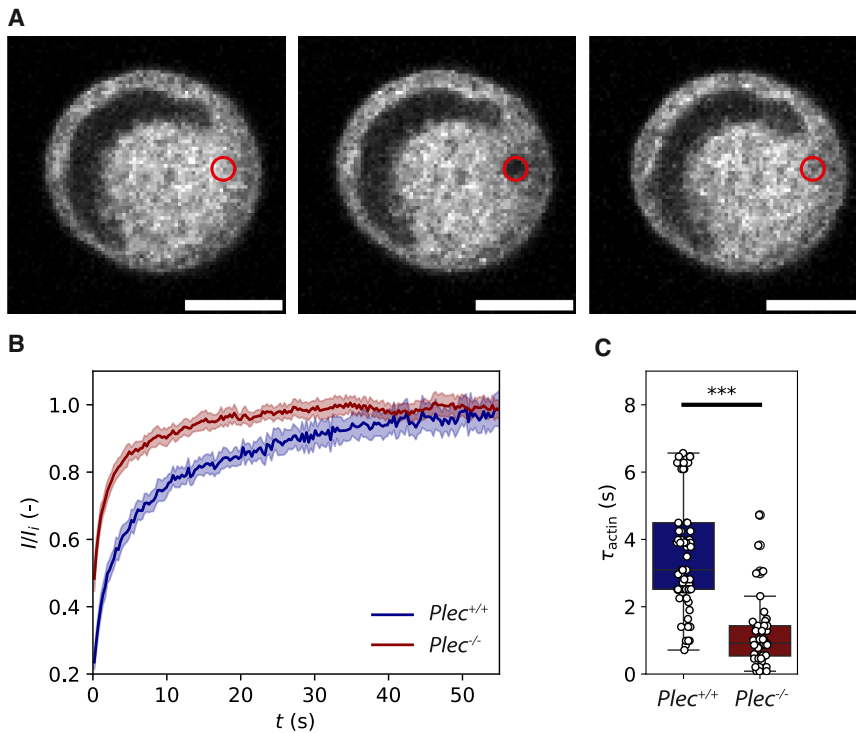 A
B
1.0
0.8
0.6
0.4
0.2
I/Ii (-)
0 10 20 30 40 50
t (s)
Plec+/+
Plec-/-
C
***
8
6
4
2
0
τactin (s)
Plec+/+ Plec-/-